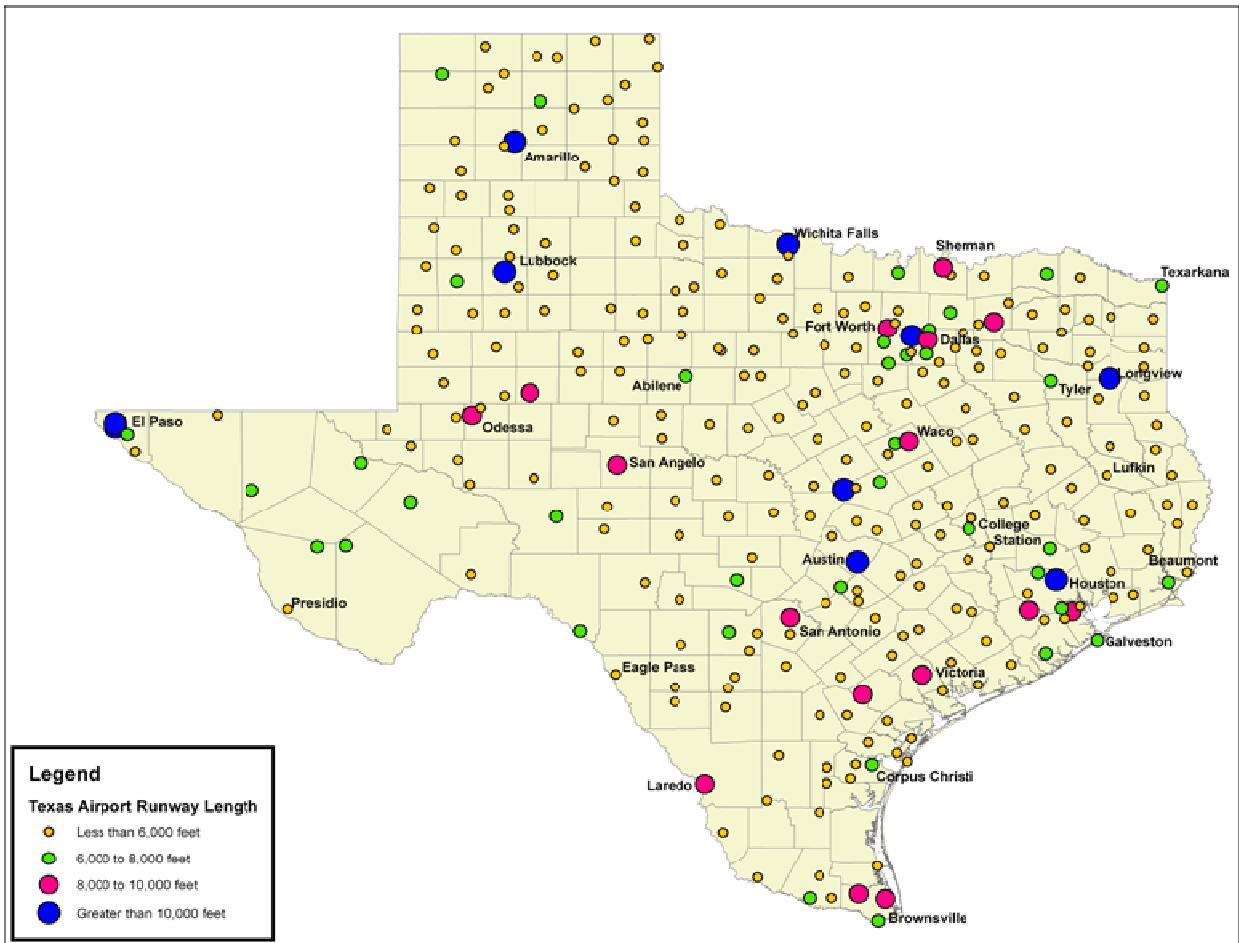 Amarillo
Wichita Falls
Sherman
Lubbock
Texarkana
Fort Worth
Dallas
Longview
Abilene
Tyler
El Paso
Odessa
Waco
San Angelo
Lufkin
College
Station
Austin
Beaumont
Houston
Presidio
San Antonio
Galveston
Eagle Pass
Victoria
Legend
Texas Airport Runway Length
Less than 6,000 feet
6,000 to 8,000 feet
8,000 to 10,000 feet
Greater than 10,000 feet
Laredo
Corpus Christi
Brownsville